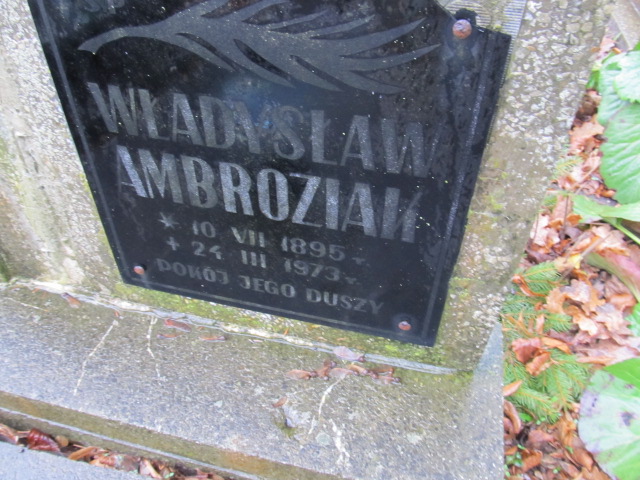 WŁADYSŁAW
AMBROZIAK
* 10 VII 1895 r
+ 24 III 1973 r
POKÓJ JEGO DUSZY